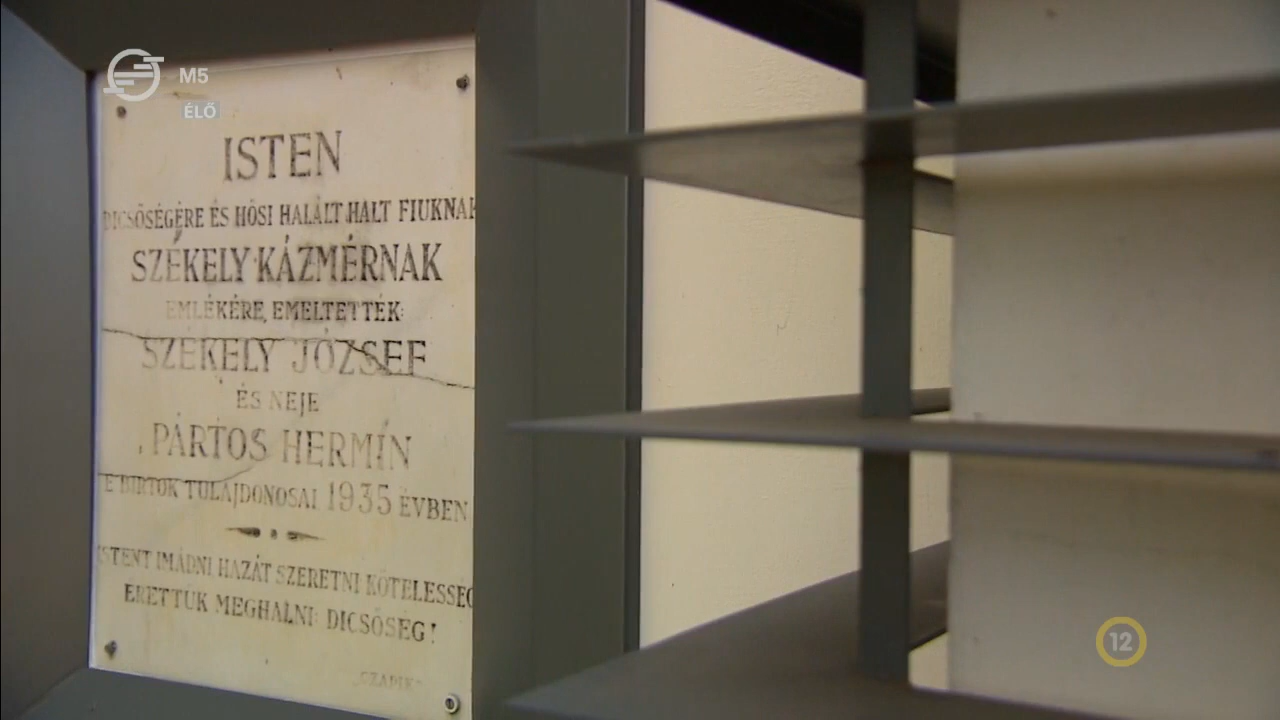 M5
ÉLŐ
ISTEN
DICSŐSÉGÉRE ÉS HŐSI HALÁLT HALT FIUKNAK
SZÉKELY KÁZMÉRNAK
EMLÉKÉRE, EMELTETTÉK:
SZÉKELY JÓZSEF
ÉS NEJE
PÁRTOS HERMIN
E BIRTOK TULAJDONOSAI 1935 ÉVBEN
ISTENT IMÁDNI HAZÁT SZERETNI KÖTELESSÉG
ÉRETTÜK MEGHALNI: DICSŐSÉG!
12